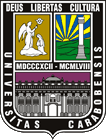 DEUS LIBERTAS CULTURA
MDCCCXCII — MCMLVIII
UNIVERSITAS CARABOBENSIS